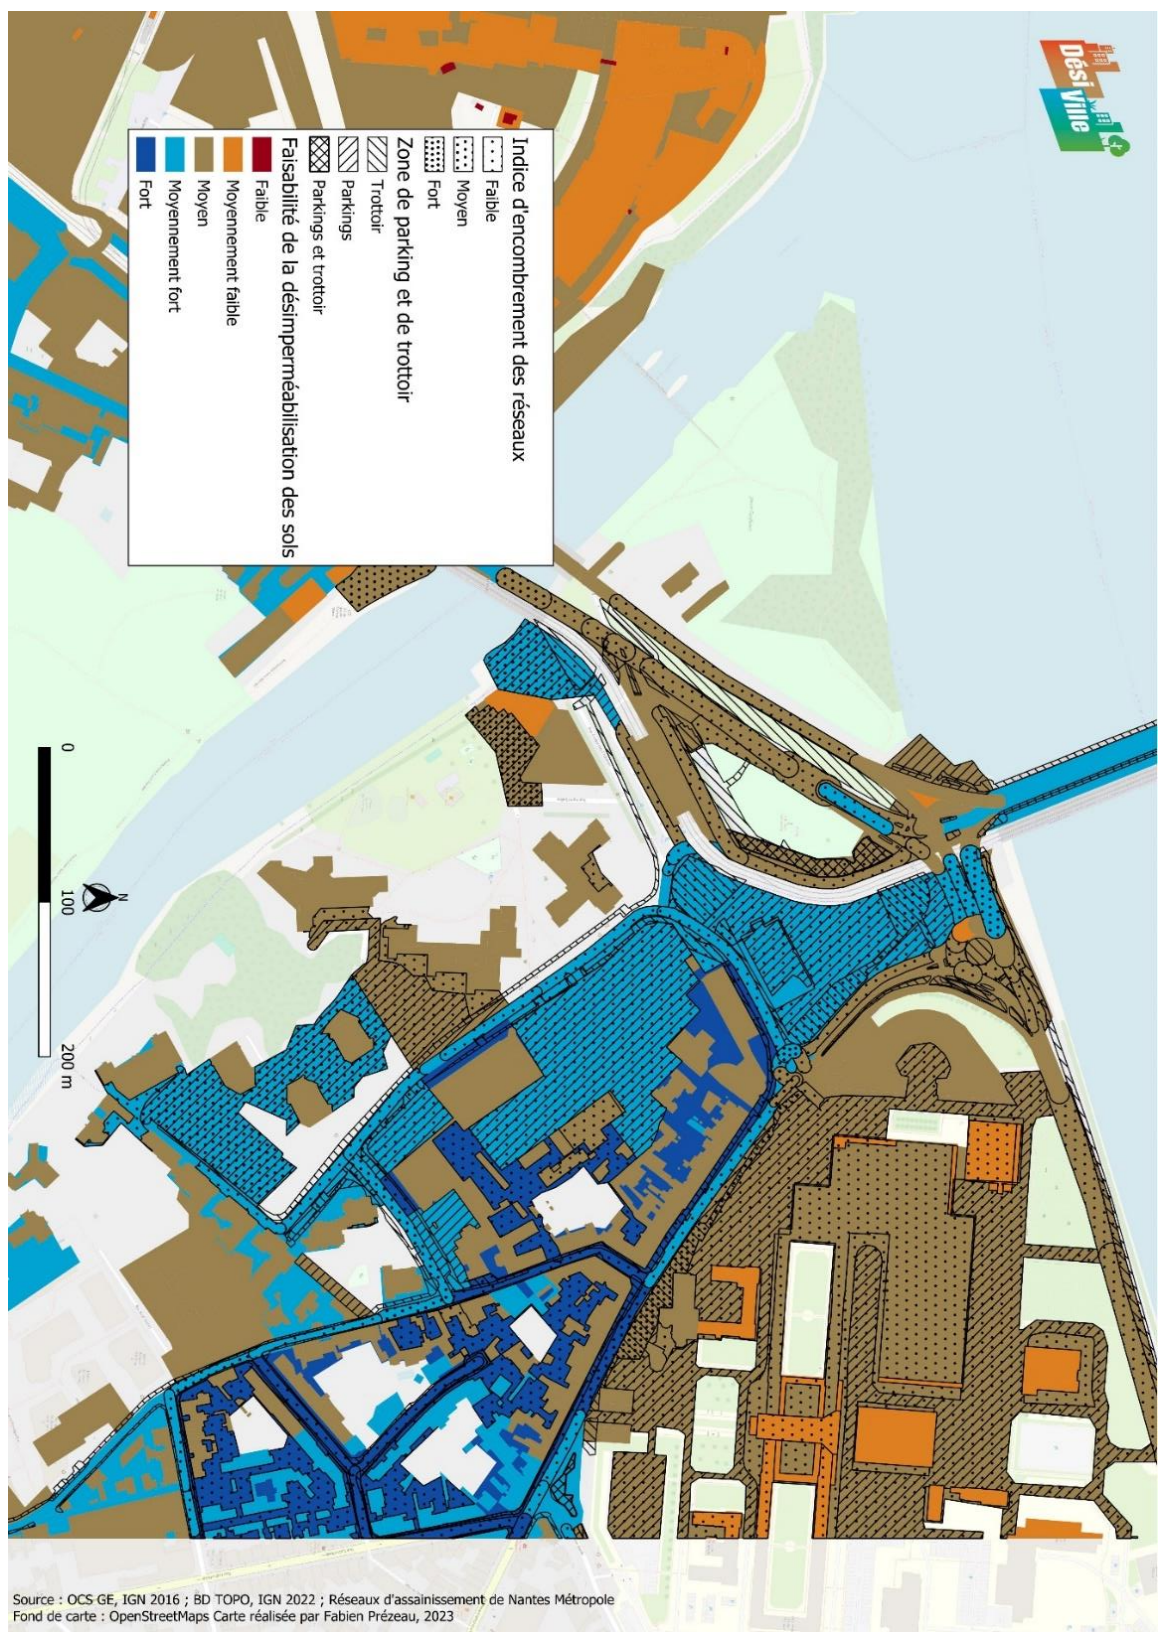 Dési Ville
Indice d'encombrement des réseaux
Faible
Moyen
Fort
Zone de parking et de trottoir
Trottoir
Parkings
Parkings et trottoir
Faisabilité de la désimperméabilisation des sols
Faible
Moyennement faible
Moyen
Moyennement fort
Fort
0 100 200 m
N
Source : OCS GE, IGN 2016 ; BD TOPO, IGN 2022 ; Réseaux d'assainissement de Nantes Métropole
Fond de carte : OpenStreetMaps Carte réalisée par Fabien Prézeau, 2023